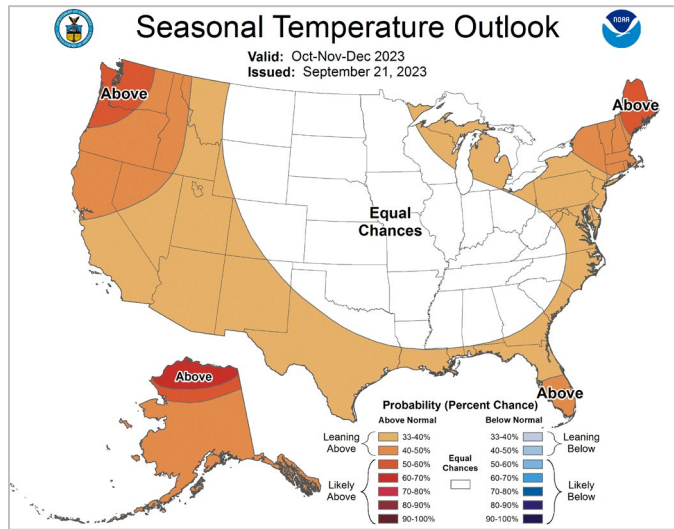 Seasonal Temperature Outlook
Valid: Oct-Nov-Dec 2023
Issued: September 21, 2023
NOAA
Above
Above
Equal
Chances
Above
Above
Probability (Percent Chance)
Above Normal
Below Normal
Leaning
Above
33-40%
40-50%
Likely
Above
50-60%
60-70%
70-80%
80-90%
90-100%
Equal
Chances
33-40%
40-50%
Leaning
Below
50-60%
60-70%
70-80%
80-90%
90-100%
Likely
Below